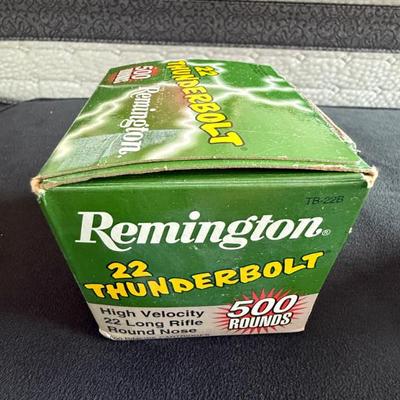 22
THUNDERBOLT
500
ROUNDS
Remington.
TB-22B
Remington®
22
THUNDERBOLT
High Velocity
22 Long Rifle
Round Nose
500
ROUNDS